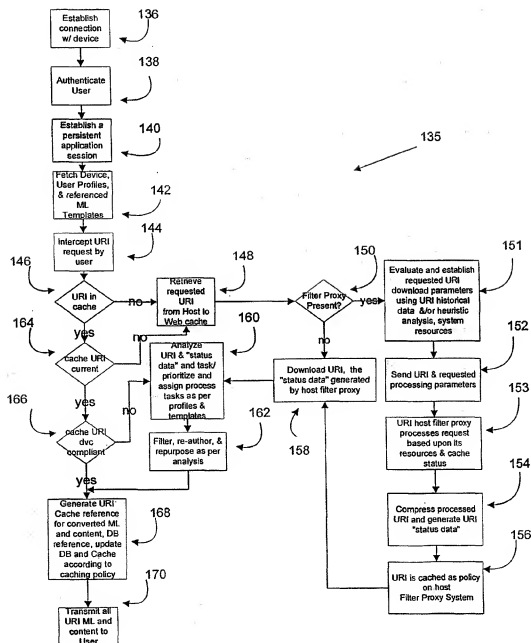 Establish
connection
w/ device
136
Authenticate
User
138
Establish a
persistent
application
session
140
135
Fetch Device,
User Profiles,
& referenced ML
Templates
142
Intercept URI
request by
user
144
146
URI in
cache
no
yes
Retrieve
requested
URI
from Host to
Web cache
148
Filter Proxy
Present?
150
yes
no
Evaluate and establish
requested URI
download parameters
using URI historical
data &/or heuristic
analysis, system
resources
151
164
cache URI
current
no
yes
Analyze
URI & "status
data" and task/
prioritize and
assign process
tasks as per
profiles &
templates
160
Download URI, the
"status data" generated
by host filter proxy
158
Send URI & requested
processing parameters
152
166
cache URI
dvc
compliant
no
yes
Filter, re-author, &
repurpose as per
analysis
162
URI host filter proxy
processes request
based upon its
resources & cache
status
153
Compress processed
URI and generate URI
"status data"
154
Generate URI
Cache reference
for converted ML
and content, DB
reference, update
DB and Cache
according to
caching policy
168
URI is cached as policy
on host
Filter Proxy System
156
Transmit all
URI ML and
content to
User
170